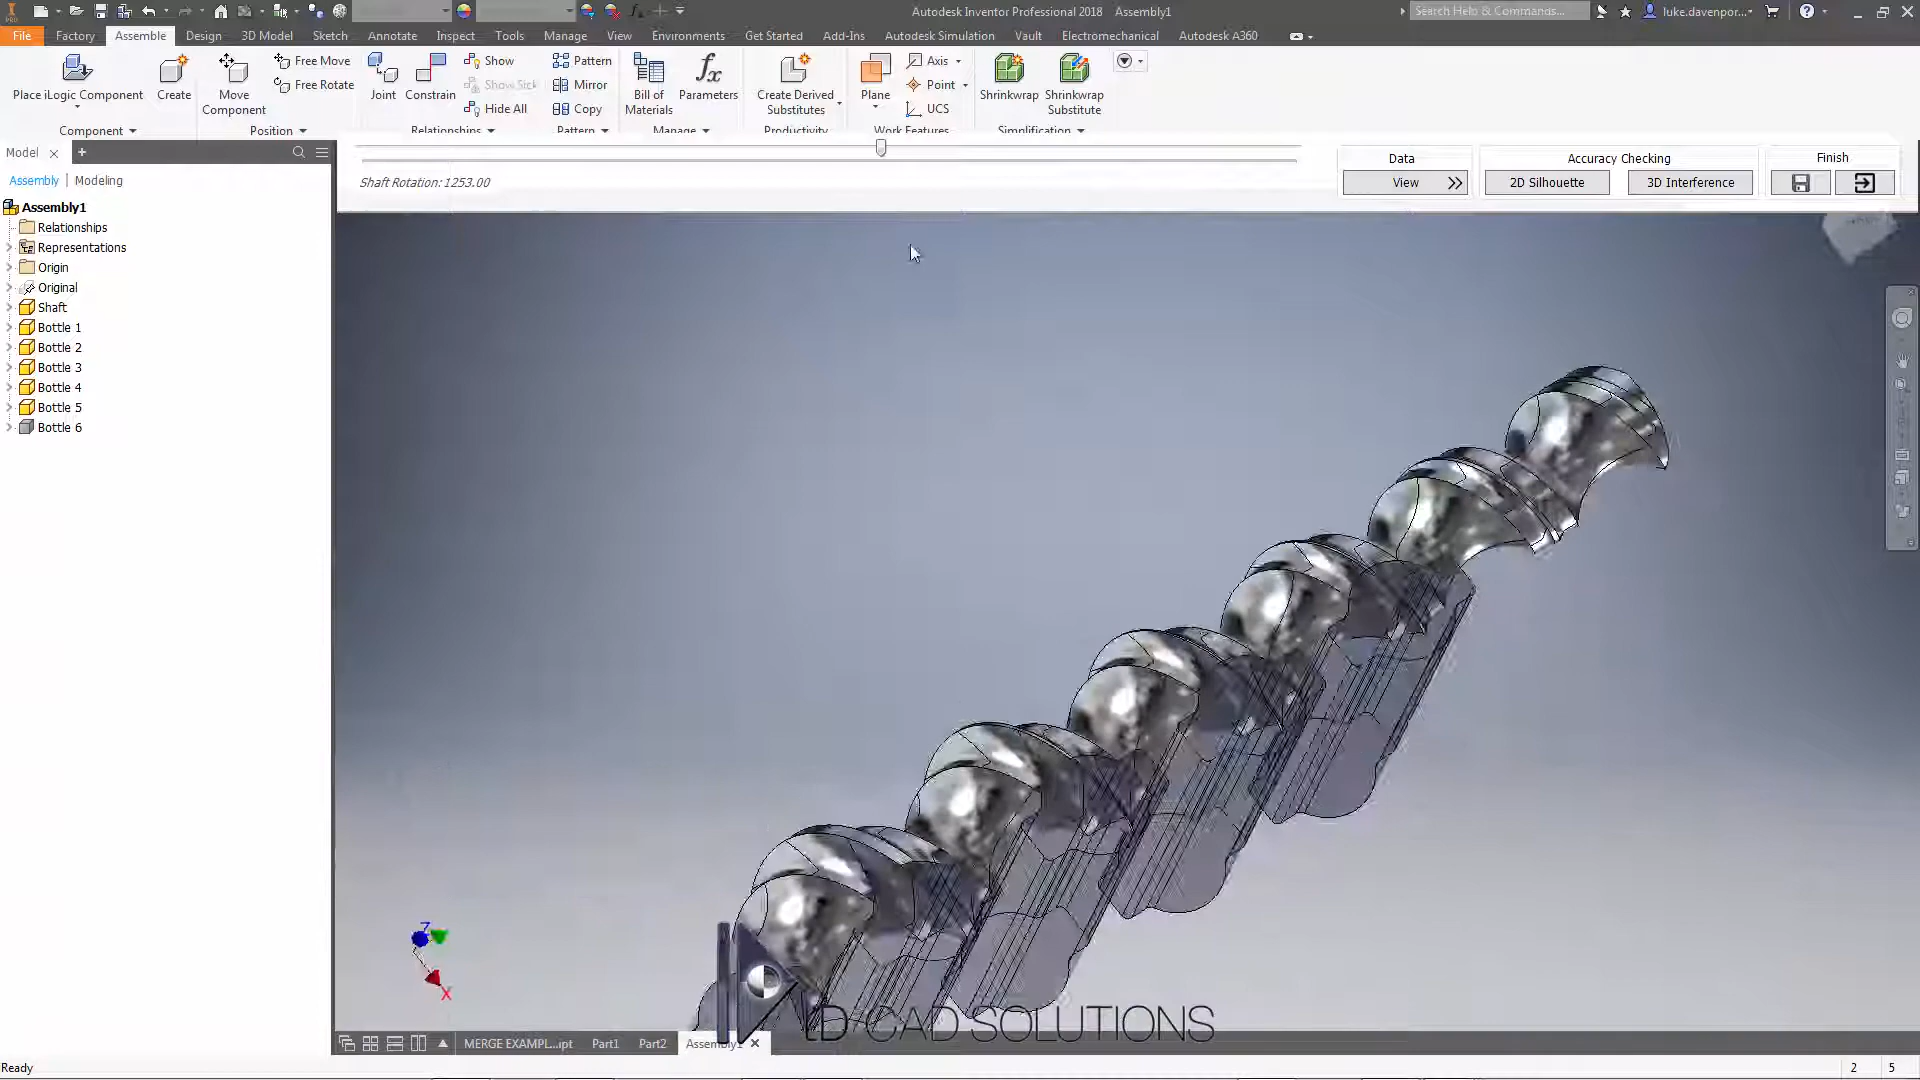 Autodesk Inventor Professional 2018 Assembly1
Search Help & Commands...
luke.davenpor...
File Factory Assemble Design 3D Model Sketch Annotate Inspect Tools Manage View Environments Get Started Add-Ins Autodesk Simulation Vault Electromechanical Autodesk A360
Place iLogic Component
Create
Move Component
Free Move
Free Rotate
Joint
Constrain
Show
Show Sick
Hide All
Pattern
Mirror
Copy
Bill of Materials
Parameters
Create Derived Substitutes
Plane
Axis
Point
UCS
Shrinkwrap
Shrinkwrap Substitute
Component Position Relationships Pattern Manage Productivity Work Features Simplification
Model
Assembly | Modeling
Assembly1
Relationships
Representations
Origin
Original
Shaft
Bottle 1
Bottle 2
Bottle 3
Bottle 4
Bottle 5
Bottle 6
Shaft Rotation: 1253.00
Data
View
Accuracy Checking
2D Silhouette
3D Interference
Finish
Z
X
LD CAD SOLUTIONS
MERGE EXAMPL...ipt Part1 Part2 Assembly1
Ready
2 5